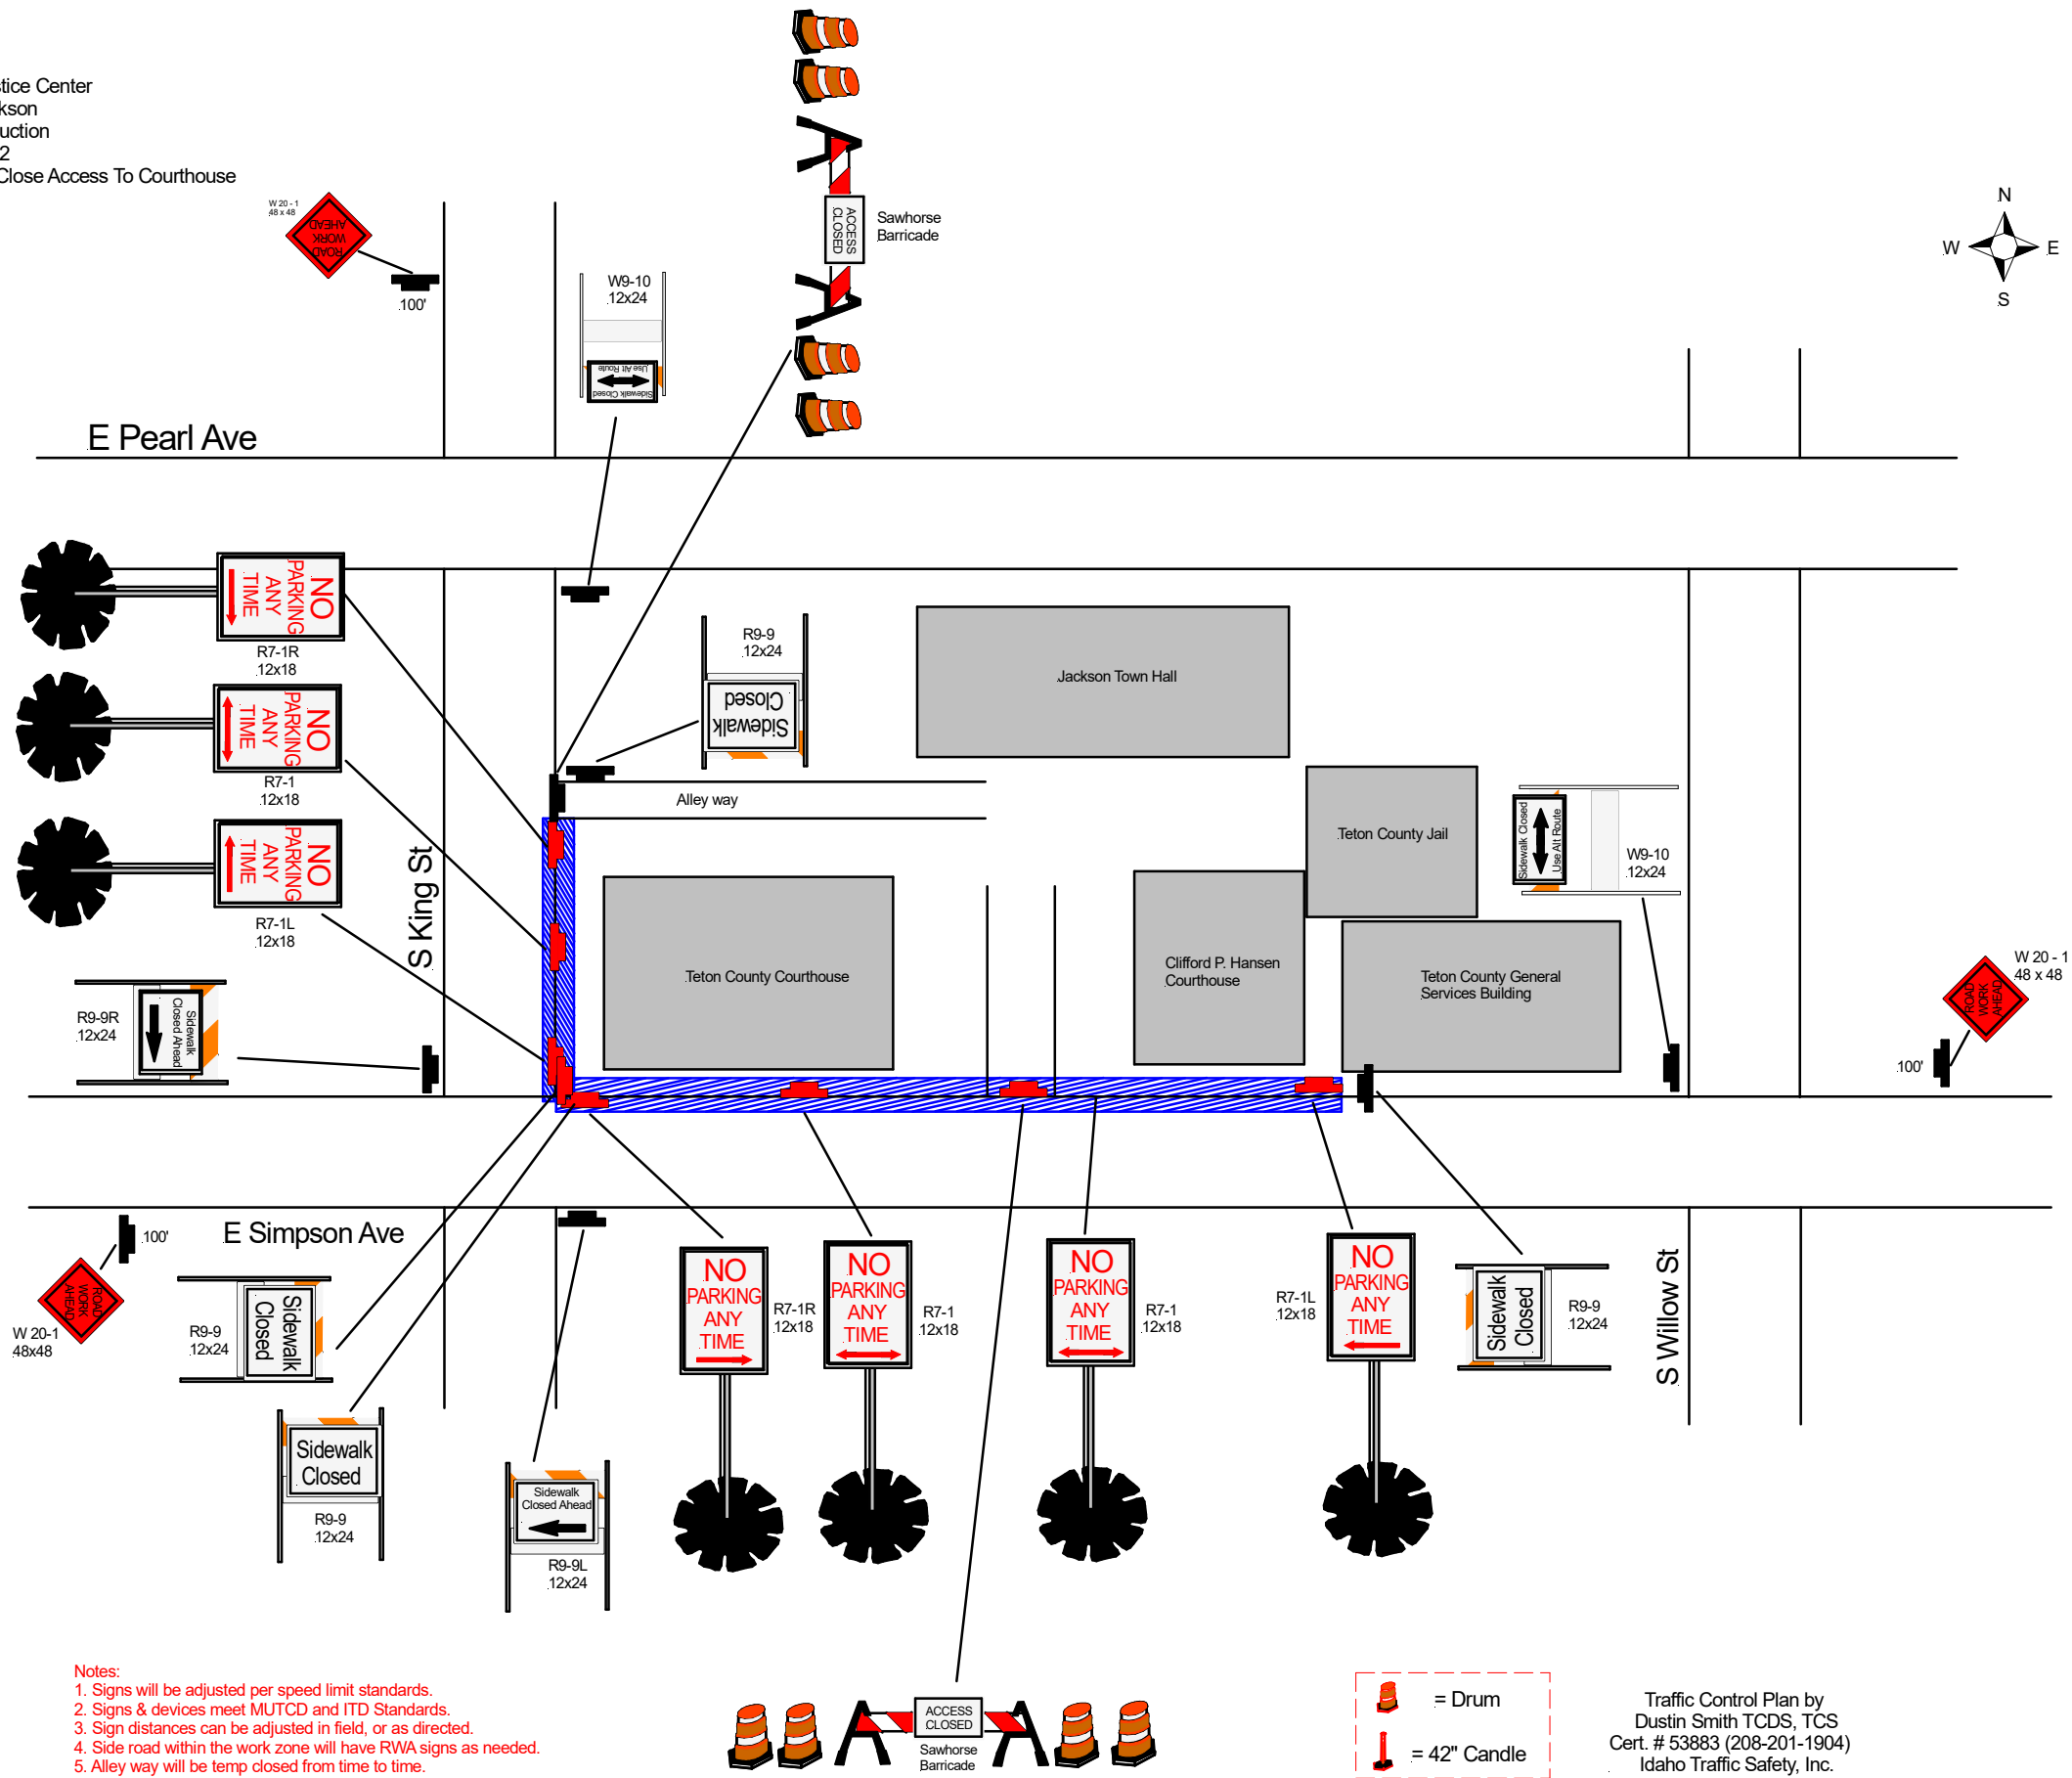 tice Center
kson
uction
2
Close Access To Courthouse
W 20 - 1
48 x 48
ROAD
WORK
AHEAD
100'
W9-10
12x24
Sidewalk Closed
Use Alt Route
ACCESS
CLOSED
Sawhorse
Barricade
N
W
E
S
E Pearl Ave
NO
PARKING
ANY
TIME
R7-1R
12x18
NO
PARKING
ANY
TIME
R7-1
12x18
NO
PARKING
ANY
TIME
R7-1L
12x18
S King St
R9-9
12x24
Sidewalk
Closed
Jackson Town Hall
Alley way
Teton County Jail
Teton County Courthouse
Clifford P. Hansen
Courthouse
Teton County General
Services Building
Sidewalk Closed
Use Alt Route
W9-10
12x24
W 20 - 1
48 x 48
ROAD
WORK
AHEAD
100'
R9-9R
12x24
Sidewalk
Closed Ahead
E Simpson Ave
100'
ROAD
WORK
AHEAD
W 20-1
48x48
R9-9
12x24
Sidewalk
Closed
Sidewalk
Closed
R9-9
12x24
Sidewalk
Closed Ahead
R9-9L
12x24
NO
PARKING
ANY
TIME
R7-1R
12x18
NO
PARKING
ANY
TIME
R7-1
12x18
NO
PARKING
ANY
TIME
R7-1
12x18
R7-1L
12x18
NO
PARKING
ANY
TIME
Sidewalk
Closed
R9-9
12x24
S Willow St
Notes:
1. Signs will be adjusted per speed limit standards.
2. Signs & devices meet MUTCD and ITD Standards.
3. Sign distances can be adjusted in field, or as directed.
4. Side road within the work zone will have RWA signs as needed.
5. Alley way will be temp closed from time to time.
ACCESS
CLOSED
Sawhorse
Barricade
= Drum
= 42" Candle
Traffic Control Plan by
Dustin Smith TCDS, TCS
Cert. # 53883 (208-201-1904)
Idaho Traffic Safety, Inc.